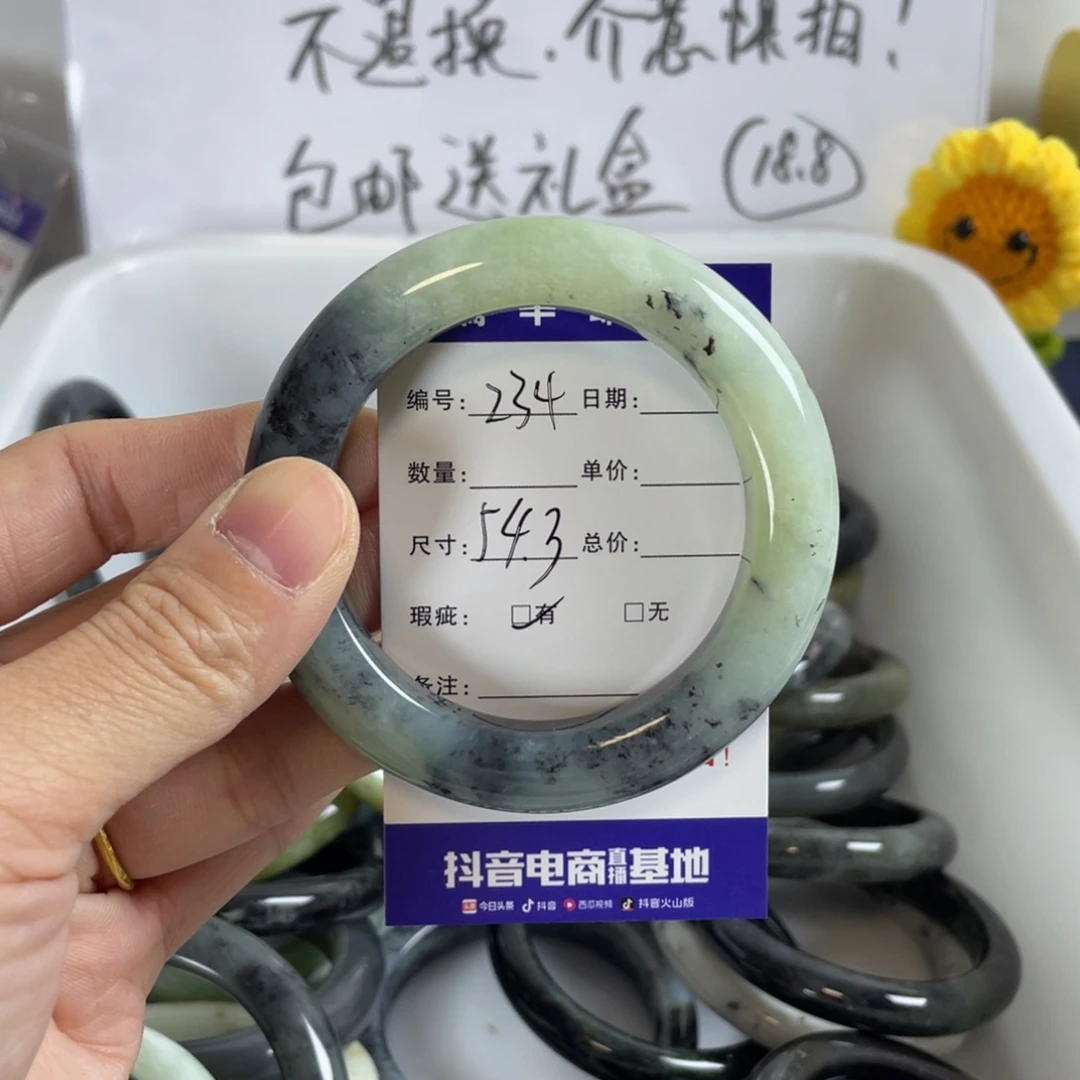 不退换.介意慎拍！
包邮送礼盒 18.8
编号：234 日期：
数量： 单价：
尺寸：54.3 总价：
瑕疵： □有 □无
备注：
！
抖音电商直播基地
今日头条 抖音 西瓜视频 抖音火山版